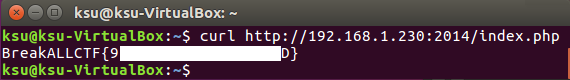 ksu@ksu-VirtualBox: ~
ksu@ksu-VirtualBox:~$ curl http://192.168.1.230:2014/index.php
BreakALLCTF{9 D}
ksu@ksu-VirtualBox:~$